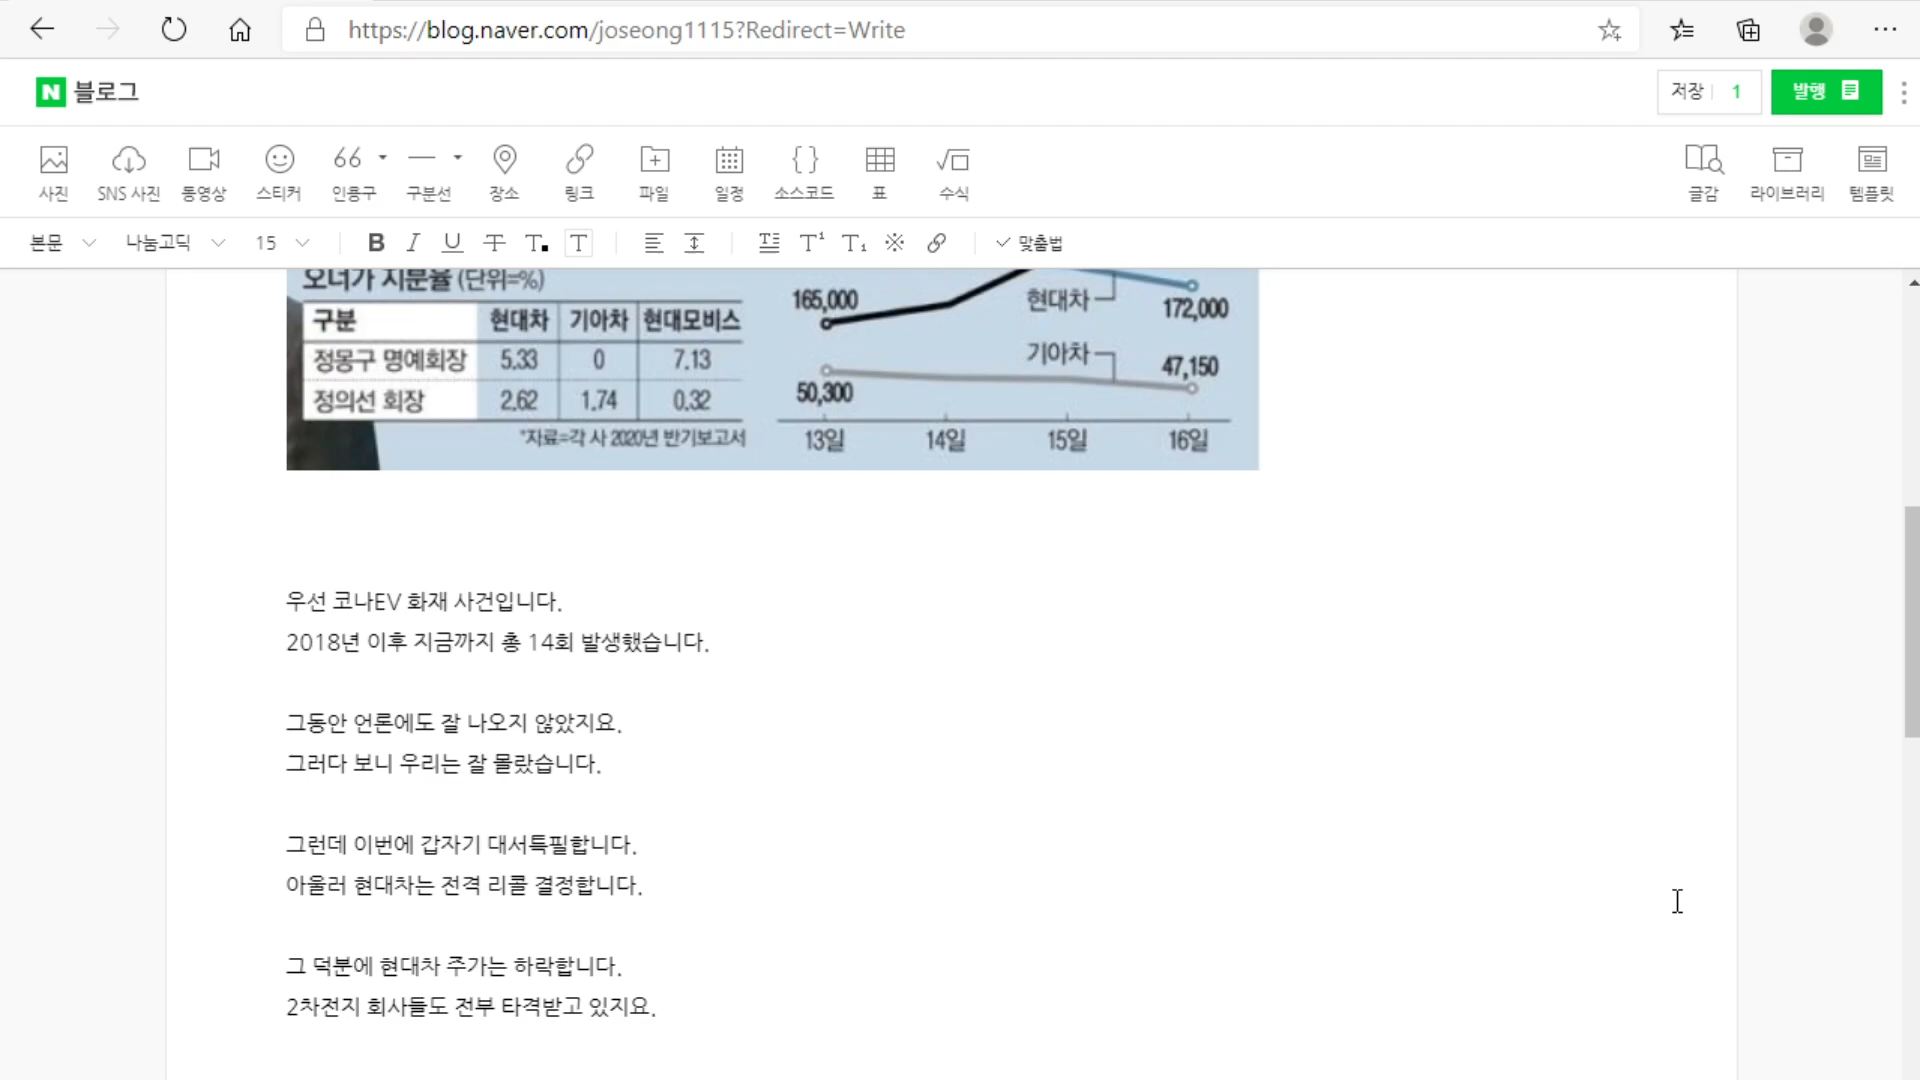 https://blog.naver.com/joseong1115?Redirect=Write
N 블로그
저장 1
발행
사진
SNS 사진
동영상
스티커
66
인용구
구분선
장소
링크
파일
일정
{ } 소스코드
표
수식
글감
라이브러리
템플릿
본문
나눔고딕
15
B I U T T T
T¹ T₁ ※
맞춤법
오너가 지분율 (단위=%)
구분 현대차 기아차 현대모비스
정몽구 명예회장 5.33 0 7.13
정의선 회장 2.62 1.74 0.32
*자료=각 사 2020년 반기보고서
165,000
현대차
172,000
기아차
47,150
50,300
13일 14일 15일 16일
우선 코나EV 화재 사건입니다.
2018년 이후 지금까지 총 14회 발생했습니다.
그동안 언론에도 잘 나오지 않았지요.
그러다 보니 우리는 잘 몰랐습니다.
그런데 이번에 갑자기 대서특필합니다.
아울러 현대차는 전격 리콜 결정합니다.
그 덕분에 현대차 주가는 하락합니다.
2차전지 회사들도 전부 타격받고 있지요.